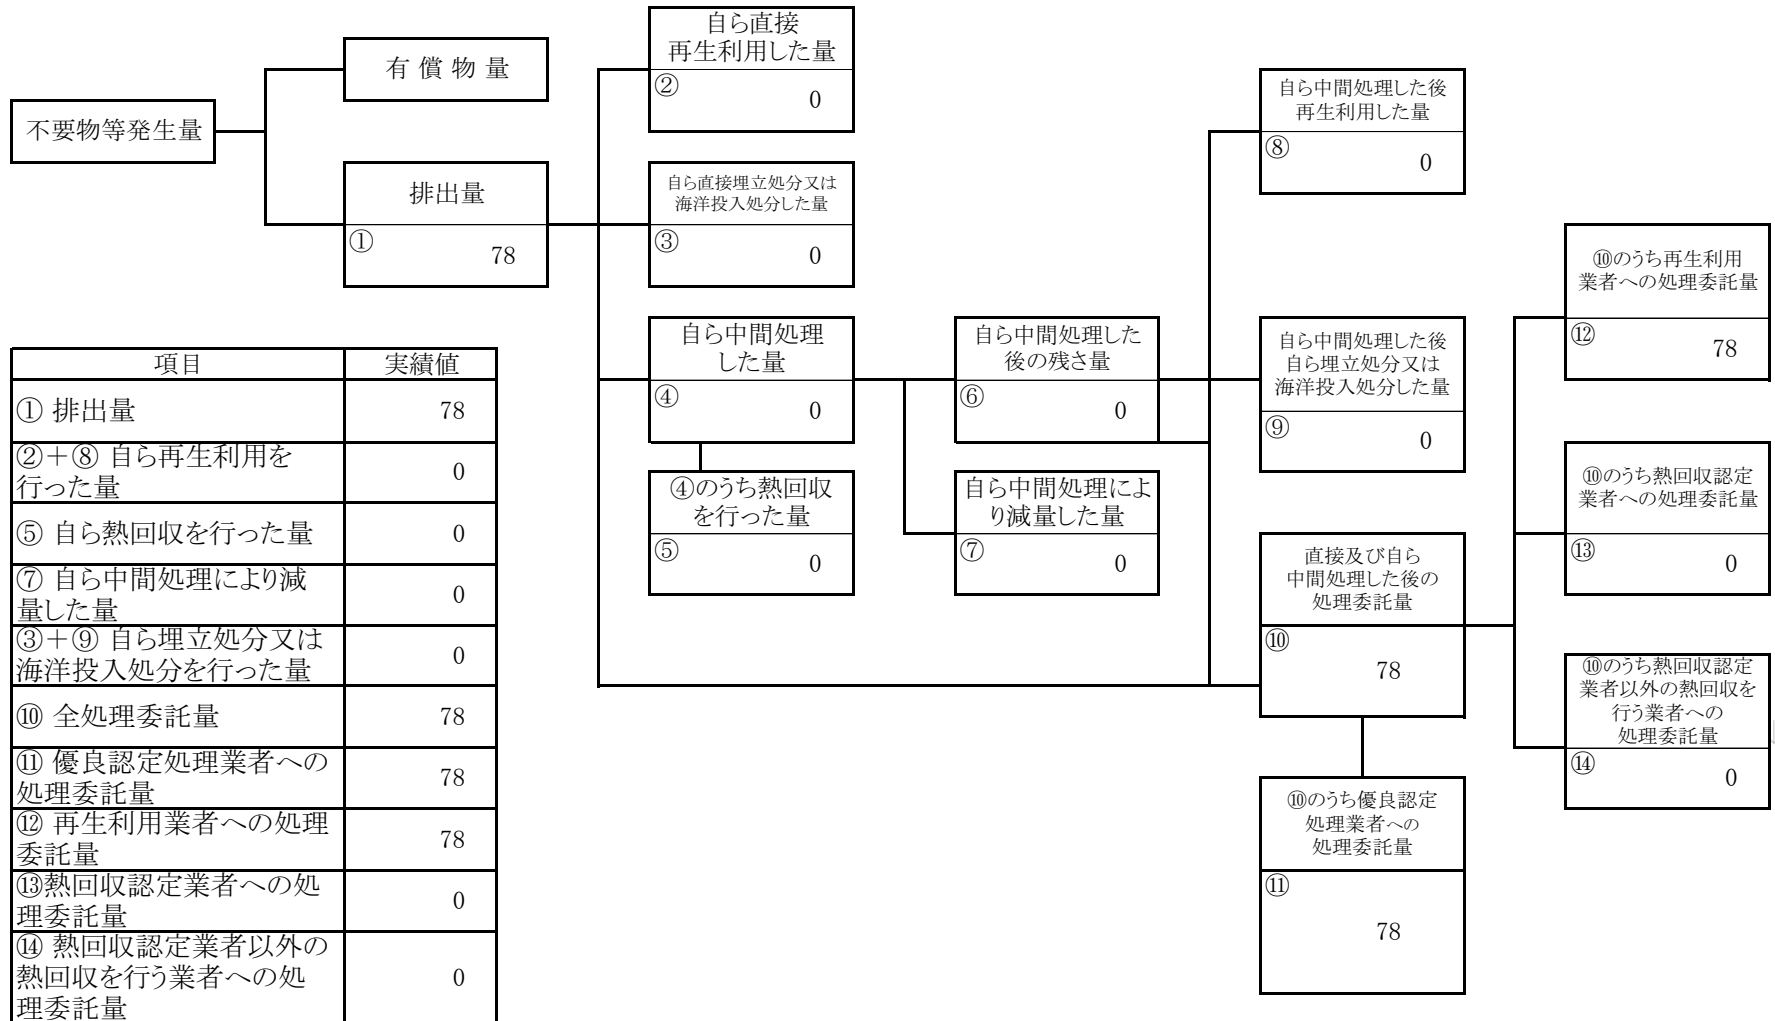 不要物等発生量
有償物量
排出量
①
78
自ら直接
再生利用した量
②
0
自ら直接埋立処分又は
海洋投入処分した量
③
0
自ら中間処理
した量
④
0
④のうち熱回収
を行った量
⑤
0
自ら中間処理した
後の残さ量
⑥
0
自ら中間処理によ
り減量した量
⑦
0
自ら中間処理した後
再生利用した量
⑧
0
自ら中間処理した後
自ら埋立処分又は
海洋投入処分した量
⑨
0
直接及び自ら
中間処理した後の
処理委託量
⑩
78
⑩のうち優良認定
処理業者への
処理委託量
⑪
78
⑩のうち再生利用
業者への処理委託量
⑫
78
⑩のうち熱回収認定
業者への処理委託量
⑬
0
⑩のうち熱回収認定
業者以外の熱回収を
行う業者への
処理委託量
⑭
0
項目 実績値
① 排出量 78
②+⑧ 自ら再生利用を
行った量 0
⑤ 自ら熱回収を行った量 0
⑦ 自ら中間処理により減
量した量 0
③+⑨ 自ら埋立処分又は
海洋投入処分を行った量 0
⑩ 全処理委託量 78
⑪ 優良認定処理業者への
処理委託量 78
⑫ 再生利用業者への処理
委託量 78
⑬熱回収認定業者への処
理委託量 0
⑭ 熱回収認定業者以外の
熱回収を行う業者への処
理委託量 0